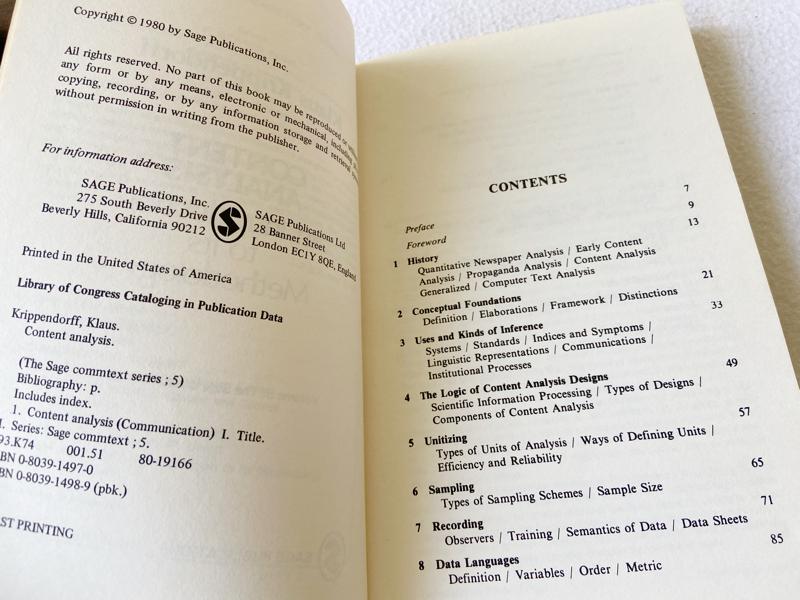 Copyright © 1980 by Sage Publications, Inc.
All rights reserved. No part of this book may be reproduced or
any form or by any means, electronic or mechanical, including
copying, recording, or by any information storage and retrieval
without permission in writing from the publisher.
For information address:
SAGE Publications, Inc.
275 South Beverly Drive
Beverly Hills, California 90212
S
SAGE Publications Ltd
28 Banner Street
London EC1Y 8QE, England
Printed in the United States of America
Library of Congress Cataloging in Publication Data
Krippendorff, Klaus.
Content analysis.
(The Sage commtext series ; 5)
Bibliography: p.
Includes index.
1. Content analysis (Communication) I. Title.
I. Series: Sage commtext ; 5.
93.K74 001.51 80-19166
BN 0-8039-1497-0
BN 0-8039-1498-9 (pbk.)
ST PRINTING
CONTENTS
Preface 7
Foreword 9
1 History 13
Quantitative Newspaper Analysis / Early Content
Analysis / Propaganda Analysis / Content Analysis
Generalized / Computer Text Analysis
2 Conceptual Foundations 21
Definition / Elaborations / Framework / Distinctions
3 Uses and Kinds of Inference 33
Systems / Standards / Indices and Symptoms /
Linguistic Representations / Communications /
Institutional Processes
4 The Logic of Content Analysis Designs 49
Scientific Information Processing / Types of Designs /
Components of Content Analysis
5 Unitizing 57
Types of Units of Analysis / Ways of Defining Units /
Efficiency and Reliability
6 Sampling 65
Types of Sampling Schemes / Sample Size
7 Recording 71
Observers / Training / Semantics of Data / Data Sheets
8 Data Languages 85
Definition / Variables / Order / Metric